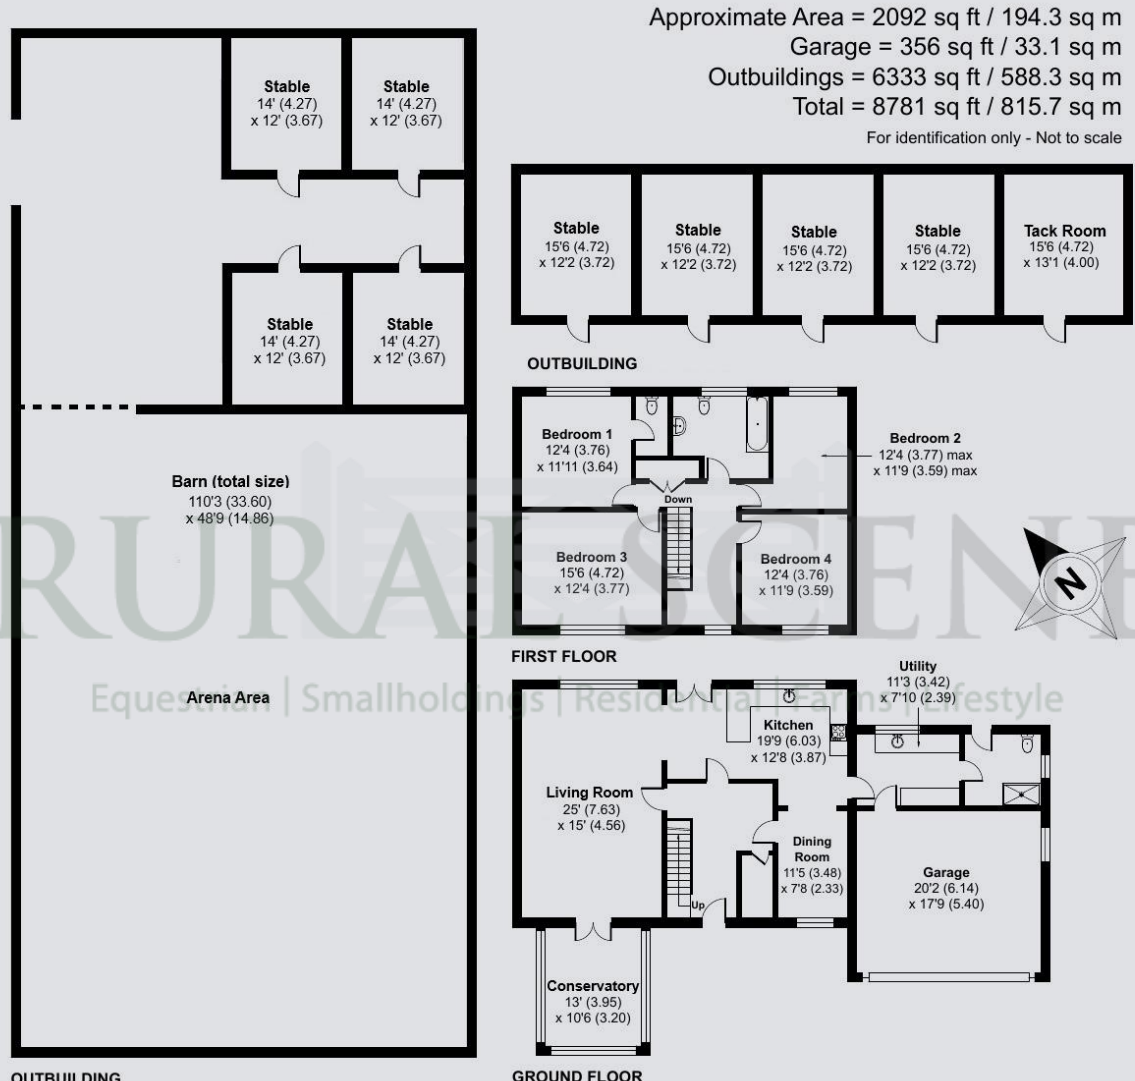 Approximate Area = 2092 sq ft / 194.3 sq m
Garage = 356 sq ft / 33.1 sq m
Outbuildings = 6333 sq ft / 588.3 sq m
Total = 8781 sq ft / 815.7 sq m
For identification only - Not to scale
Stable
14' (4.27)
x 12' (3.67)
Stable
14' (4.27)
x 12' (3.67)
Stable
14' (4.27)
x 12' (3.67)
Stable
14' (4.27)
x 12' (3.67)
Barn (total size)
110'3 (33.60)
x 48'9 (14.86)
Arena Area
OUTBUILDING
Stable
15'6 (4.72)
x 12'2 (3.72)
Stable
15'6 (4.72)
x 12'2 (3.72)
Stable
15'6 (4.72)
x 12'2 (3.72)
Stable
15'6 (4.72)
x 12'2 (3.72)
Tack Room
15'6 (4.72)
x 13'1 (4.00)
OUTBUILDING
Bedroom 1
12'4 (3.76)
x 11'11 (3.64)
Bedroom 2
12'4 (3.77) max
x 11'9 (3.59) max
Down
Bedroom 3
15'6 (4.72)
x 12'4 (3.77)
Bedroom 4
12'4 (3.76)
x 11'9 (3.59)
N
FIRST FLOOR
RURAL SCENE
Equestrian | Smallholdings | Residential | Farms | Lifestyle
Utility
11'3 (3.42)
x 7'10 (2.39)
Kitchen
19'9 (6.03)
x 12'8 (3.87)
Living Room
25' (7.63)
x 15' (4.56)
Dining
Room
11'5 (3.48)
x 7'8 (2.33)
Up
Garage
20'2 (6.14)
x 17'9 (5.40)
Conservatory
13' (3.95)
x 10'6 (3.20)
GROUND FLOOR